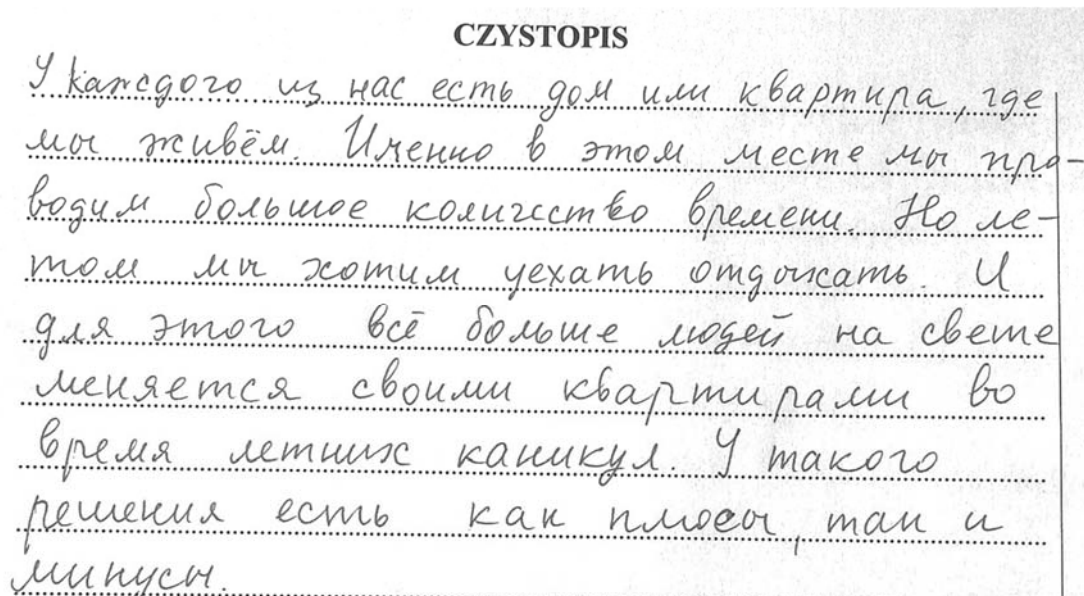 CZYSTOPIS
У каждого из нас есть дом или квартира, где
мы живём. Именно в этом месте мы про-
водим большое количество времени. Но ле-
том мы хотим уехать отдыхать. И
для этого всё больше людей на свете
меняется своими квартирами во
время летних каникул. У такого
решения есть как плюсы, так и
минусы.